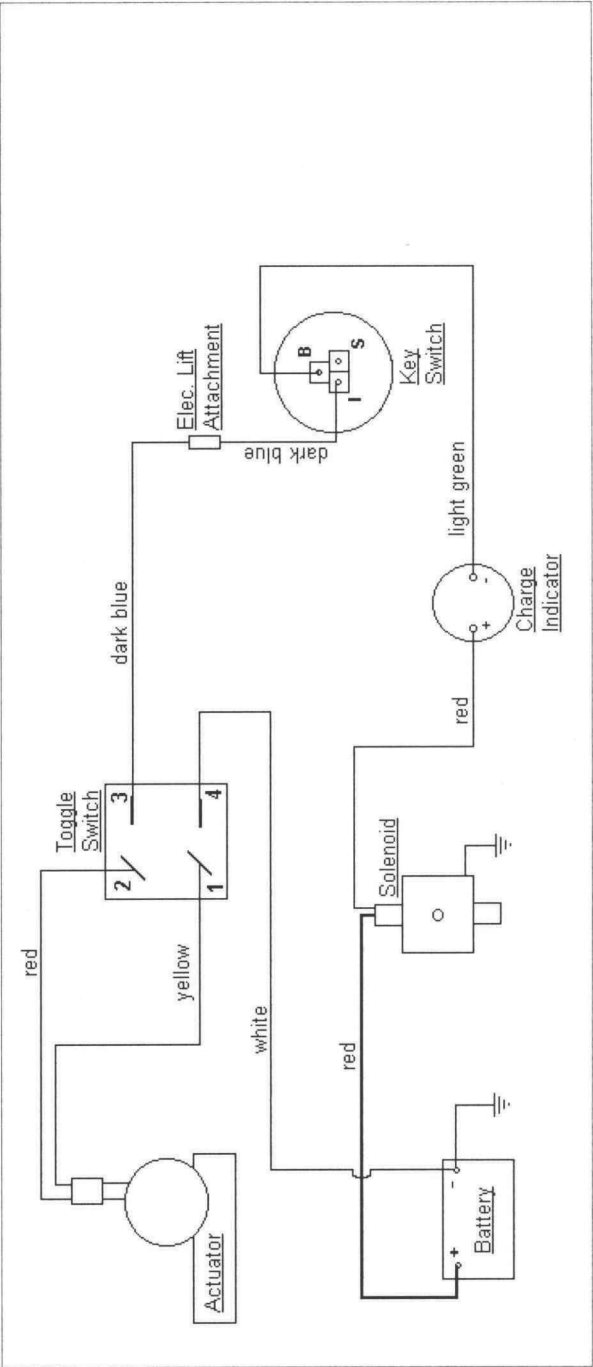 red
Toggle
Switch
2
3
1
4
yellow
dark blue
Elec. Lift
Attachment
dark blue
B
S
I
Key
Switch
white
Actuator
red
Solenoid
red
light green
+
-
Charge
Indicator
+
-
Battery